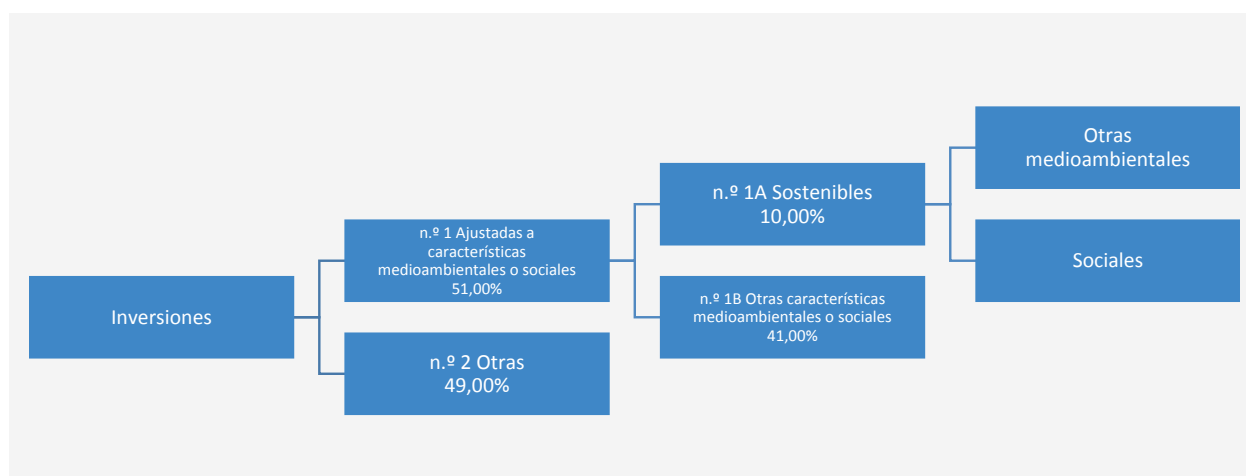 Inversiones
n.º 1 Ajustadas a
características
medioambientales o sociales
51,00%
n.º 2 Otras
49,00%
n.º 1A Sostenibles
10,00%
n.º 1B Otras características
medioambientales o sociales
41,00%
Otras
medioambientales
Sociales